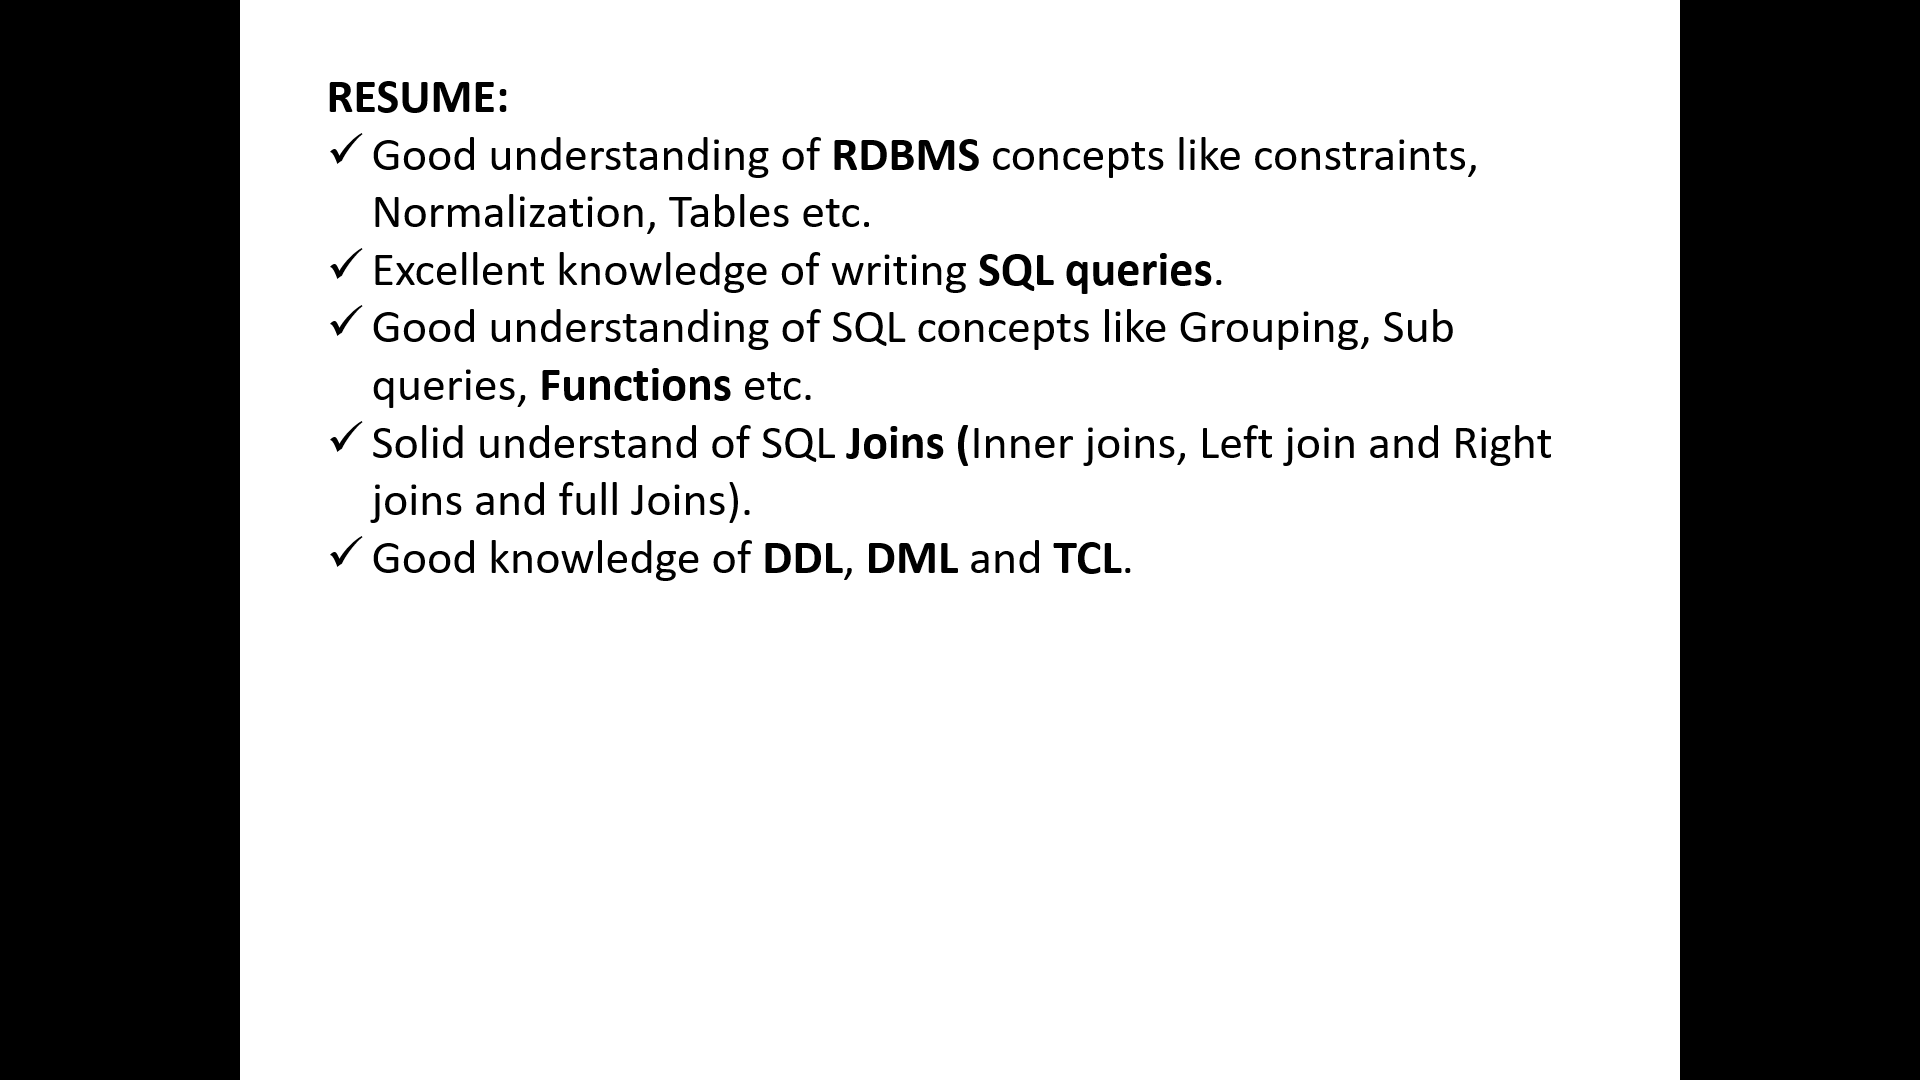 RESUME:
✓ Good understanding of RDBMS concepts like constraints,
Normalization, Tables etc.
✓ Excellent knowledge of writing SQL queries.
✓ Good understanding of SQL concepts like Grouping, Sub
queries, Functions etc.
✓ Solid understand of SQL Joins (Inner joins, Left join and Right
joins and full Joins).
✓ Good knowledge of DDL, DML and TCL.